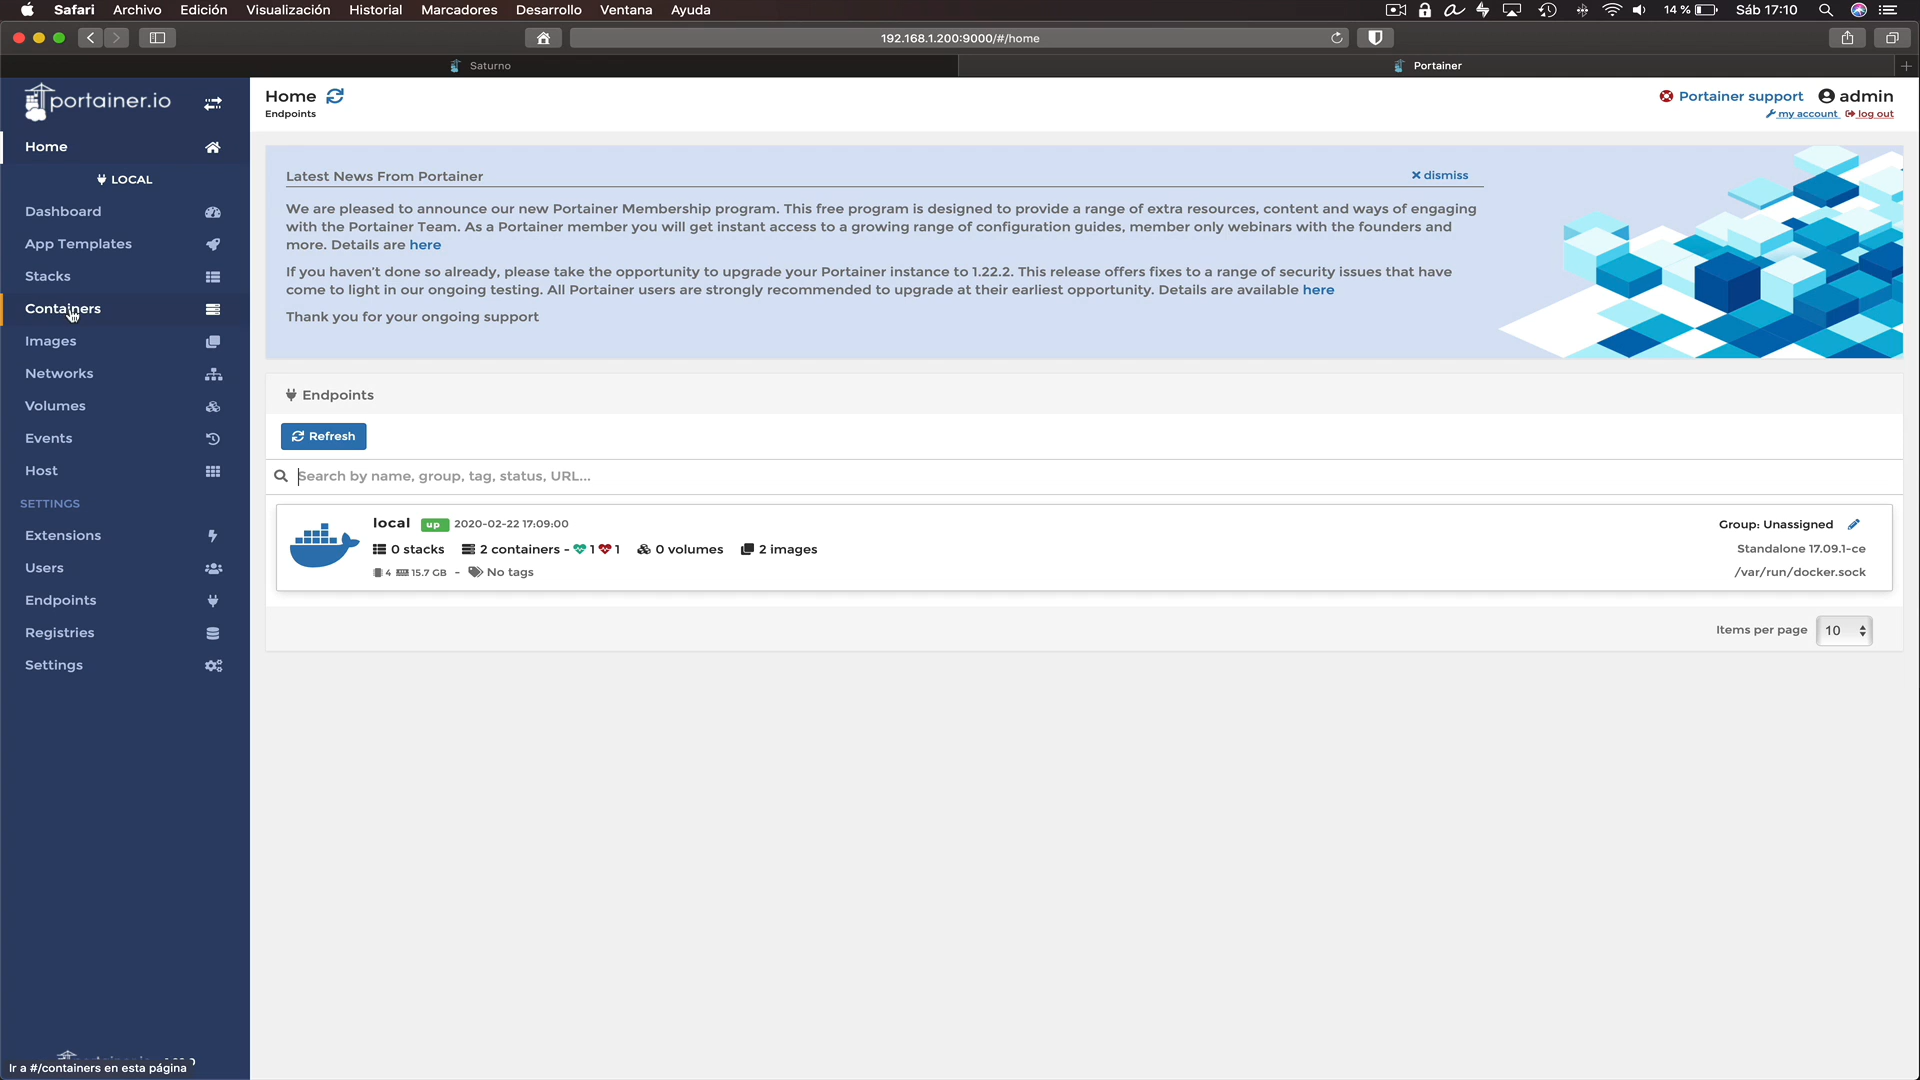 Safari Archivo Edición Visualización Historial Marcadores Desarrollo Ventana Ayuda 14 % Sáb 17:10
192.168.1.200:9000/#/home
Saturno Portainer
portainer.io
Home
LOCAL
Dashboard
App Templates
Stacks
Containers
Images
Networks
Volumes
Events
Host
SETTINGS
Extensions
Users
Endpoints
Registries
Settings
Ir a #/containers en esta página
Home
Endpoints
Portainer support admin
my account log out
Latest News From Portainer
dismiss
We are pleased to announce our new Portainer Membership program. This free program is designed to provide a range of extra resources, content and ways of engaging
with the Portainer Team. As a Portainer member you will get instant access to a growing range of configuration guides, member only webinars with the founders and
more. Details are here
If you haven't done so already, please take the opportunity to upgrade your Portainer instance to 1.22.2. This release offers fixes to a range of security issues that have
come to light in our ongoing testing. All Portainer users are strongly recommended to upgrade at their earliest opportunity. Details are available here
Thank you for your ongoing support
Endpoints
Refresh
Search by name, group, tag, status, URL...
local up 2020-02-22 17:09:00
Group: Unassigned
0 stacks 2 containers - 1 1 0 volumes 2 images
Standalone 17.09.1-ce
4 15.7 GB - No tags
/var/run/docker.sock
Items per page 10